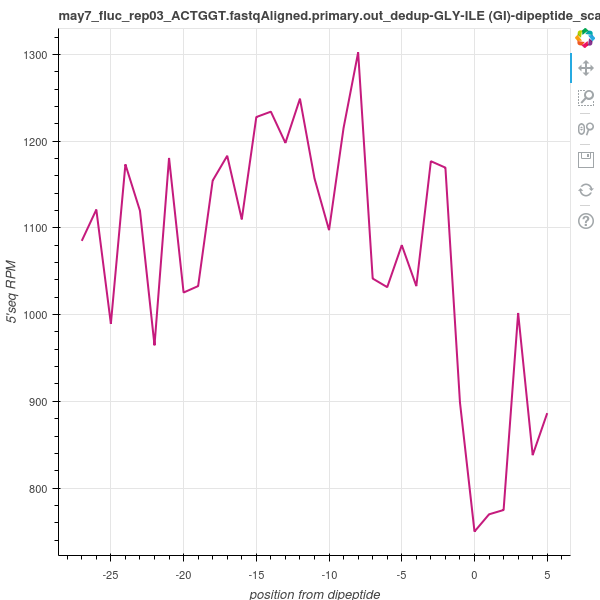 may7_fluc_rep03_ACTGGT.fastqAligned.primary.out_dedup-GLY-ILE (GI)-dipeptide_sca
1300
1200
1100
1000
900
800
5'seq RPM
-25 -20 -15 -10 -5 0 5
position from dipeptide